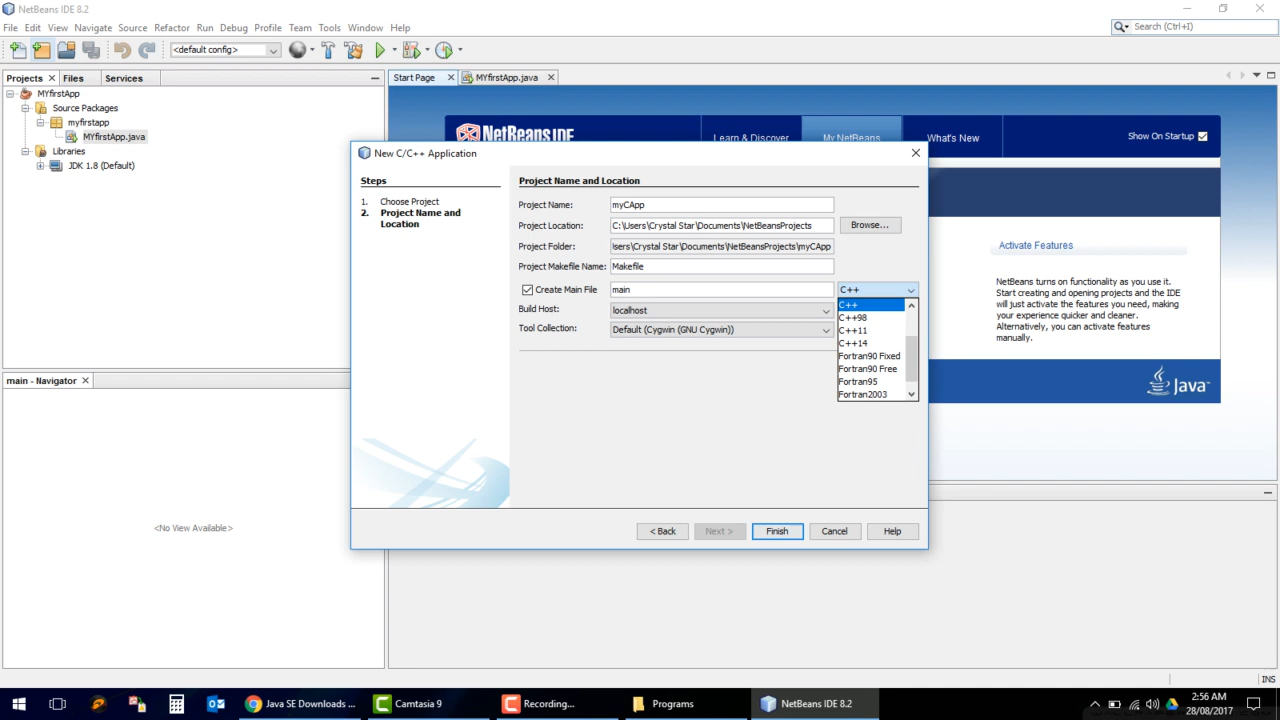 NetBeans IDE 8.2
File Edit View Navigate Source Refactor Run Debug Profile Team Tools Window Help
Search (Ctrl+I)
<default config>
Projects Files Services
Start Page MYfirstApp.java
MYfirstApp
Source Packages
myfirstapp
MYfirstApp.java
Libraries
JDK 1.8 (Default)
NetBeans IDE
Learn & Discover My NetBeans What's New
Show On Startup
New C/C++ Application
Steps
1. Choose Project
2. Project Name and
Location
Project Name and Location
Project Name: myCApp
Project Location: C:\Users\Crystal Star\Documents\NetBeansProjects Browse...
Project Folder: sers\Crystal Star\Documents\NetBeansProjects\myCApp
Project Makefile Name: Makefile
Create Main File main C++
Build Host: localhost
Tool Collection: Default (Cygwin (GNU Cygwin))
C++
C++98
C++11
C++14
Fortran90 Fixed
Fortran90 Free
Fortran95
Fortran2003
< Back Next > Finish Cancel Help
Activate Features
NetBeans turns on functionality as you use it.
Start creating and opening projects and the IDE
will just activate the features you need, making
your experience quicker and cleaner.
Alternatively, you can activate features
manually.
Java
main - Navigator
<No View Available>
INS
Java SE Downloads ...
Camtasia 9
Recording...
Programs
NetBeans IDE 8.2
2:56 AM
28/08/2017